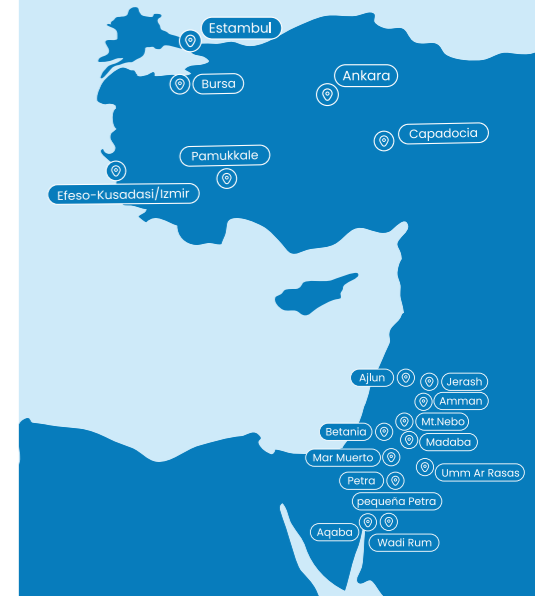 Estambul
Ankara
Bursa
Capadocia
Pamukkale
Efeso-Kusadasi/Izmir
Ajlun
Jerash
Amman
Mt.Nebo
Betania
Madaba
Mar Muerto
Umm Ar Rasas
Petra
pequeña Petra
Aqaba
Wadi Rum